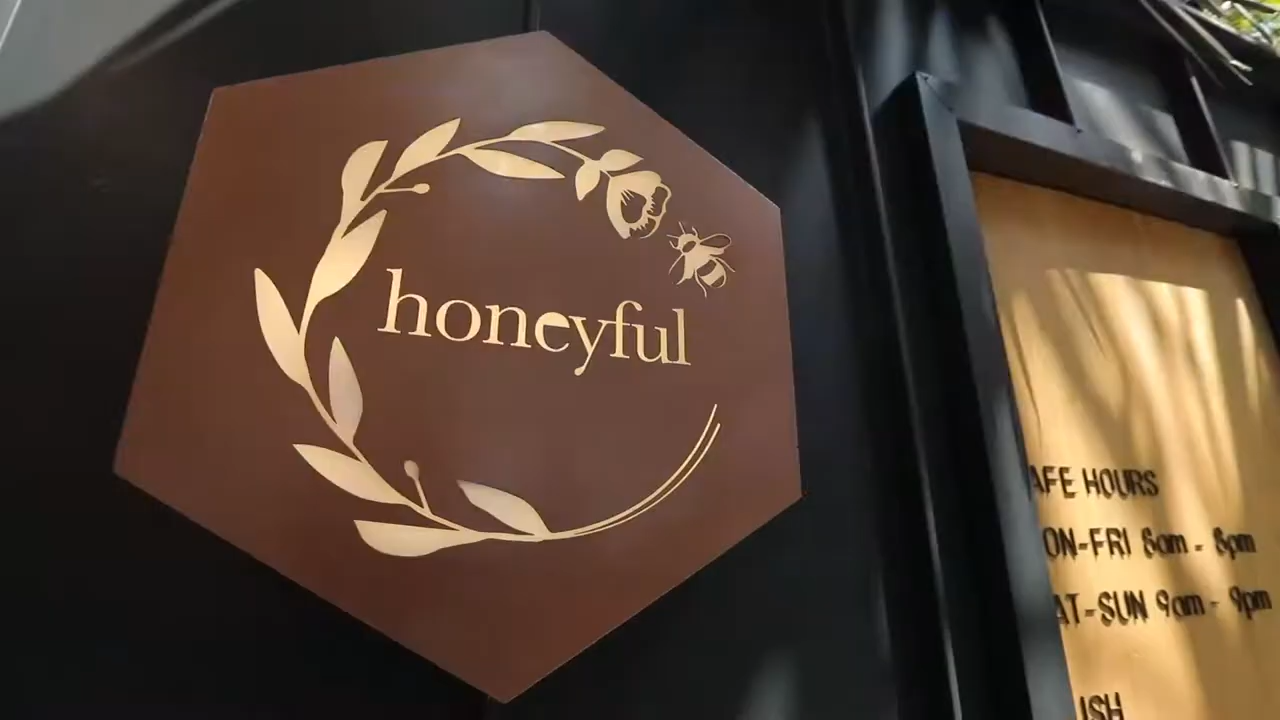 honeyful
AFE HOURS
ON-FRI 8am - 8pm
AT-SUN 9am - 9pm
ISH